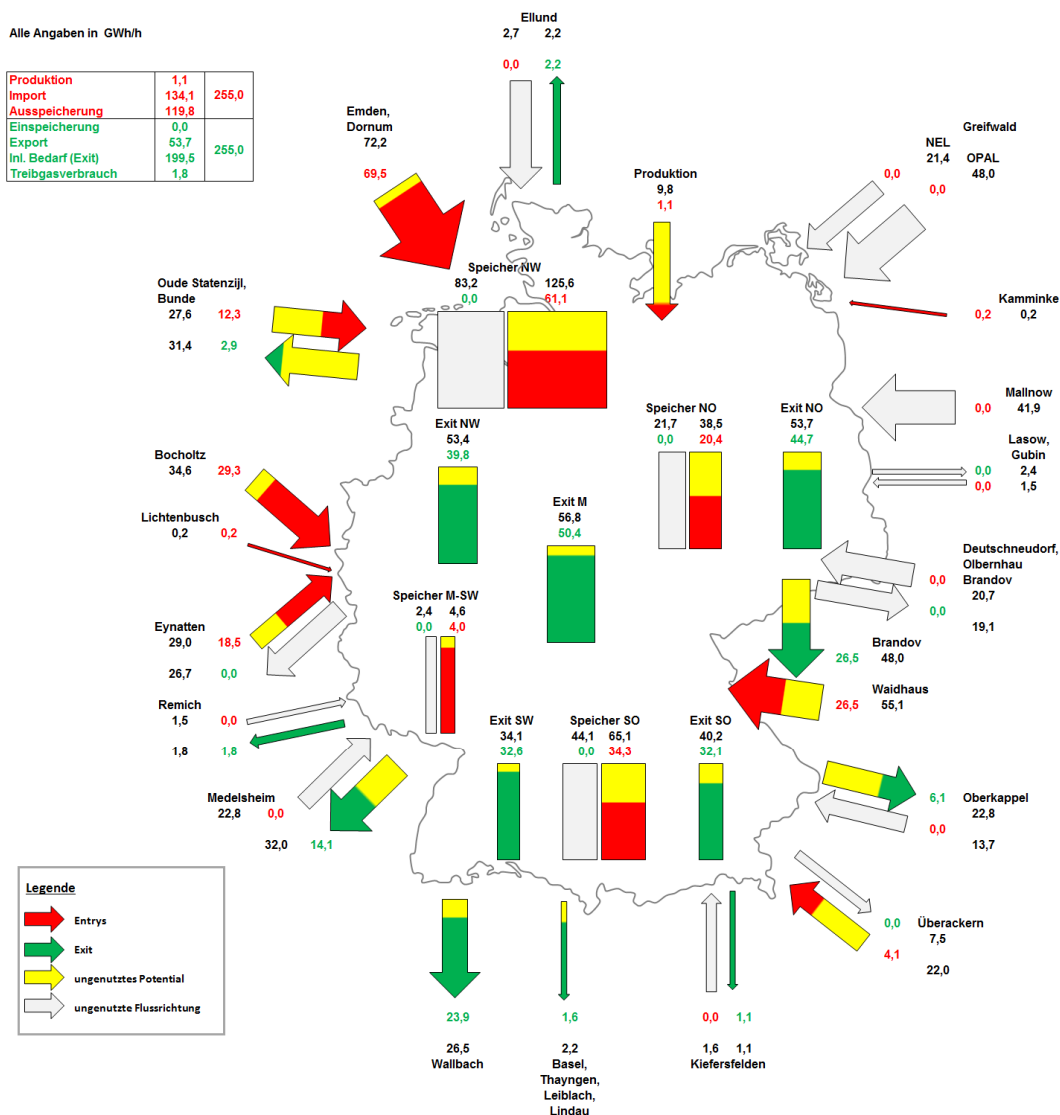 Alle Angaben in GWh/h
Produktion 1,1
Import 134,1 255,0
Ausspeicherung 119,8
Einspeicherung 0,0
Export 53,7 255,0
Inl. Bedarf (Exit) 199,5
Treibgasverbrauch 1,8
Ellund
2,7 2,2
0,0 2,2
Emden,
Dornum
72,2
69,5
Produktion
9,8
1,1
Greifwald
NEL
21,4 OPAL
0,0 48,0
0,0
Speicher NW
83,2 125,6
0,0 61,1
Oude Statenzijl,
Bunde
27,6 12,3
31,4 2,9
Kamminke
0,2 0,2
Mallnow
0,0 41,9
Exit NW
53,4
39,8
Speicher NO
21,7 38,5
0,0 20,4
Exit NO
53,7
44,7
Lasow,
Gubin
0,0 2,4
0,0 1,5
Bocholtz
34,6 29,3
Lichtenbusch
0,2 0,2
Exit M
56,8
50,4
Deutschneudorf,
Olbernhau
0,0 Brandov
20,7
0,0
19,1
Speicher M-SW
2,4 4,6
0,0 4,0
Eynatten
29,0 18,5
26,7 0,0
Brandov
26,5 48,0
Waidhaus
26,5 55,1
Remich
1,5 0,0
1,8 1,8
Exit SW
34,1
32,6
Speicher SO
44,1 65,1
0,0 34,3
Exit SO
40,2
32,1
Medelsheim
22,8 0,0
32,0 14,1
6,1 Oberkappel
22,8
0,0
13,7
Legende
Entrys
Exit
ungenutztes Potential
ungenutzte Flussrichtung
0,0 Überackern
7,5
4,1
22,0
23,9
26,5
Wallbach
1,6
2,2
Basel,
Thayngen,
Leiblach,
Lindau
0,0 1,1
1,6 1,1
Kiefersfelden